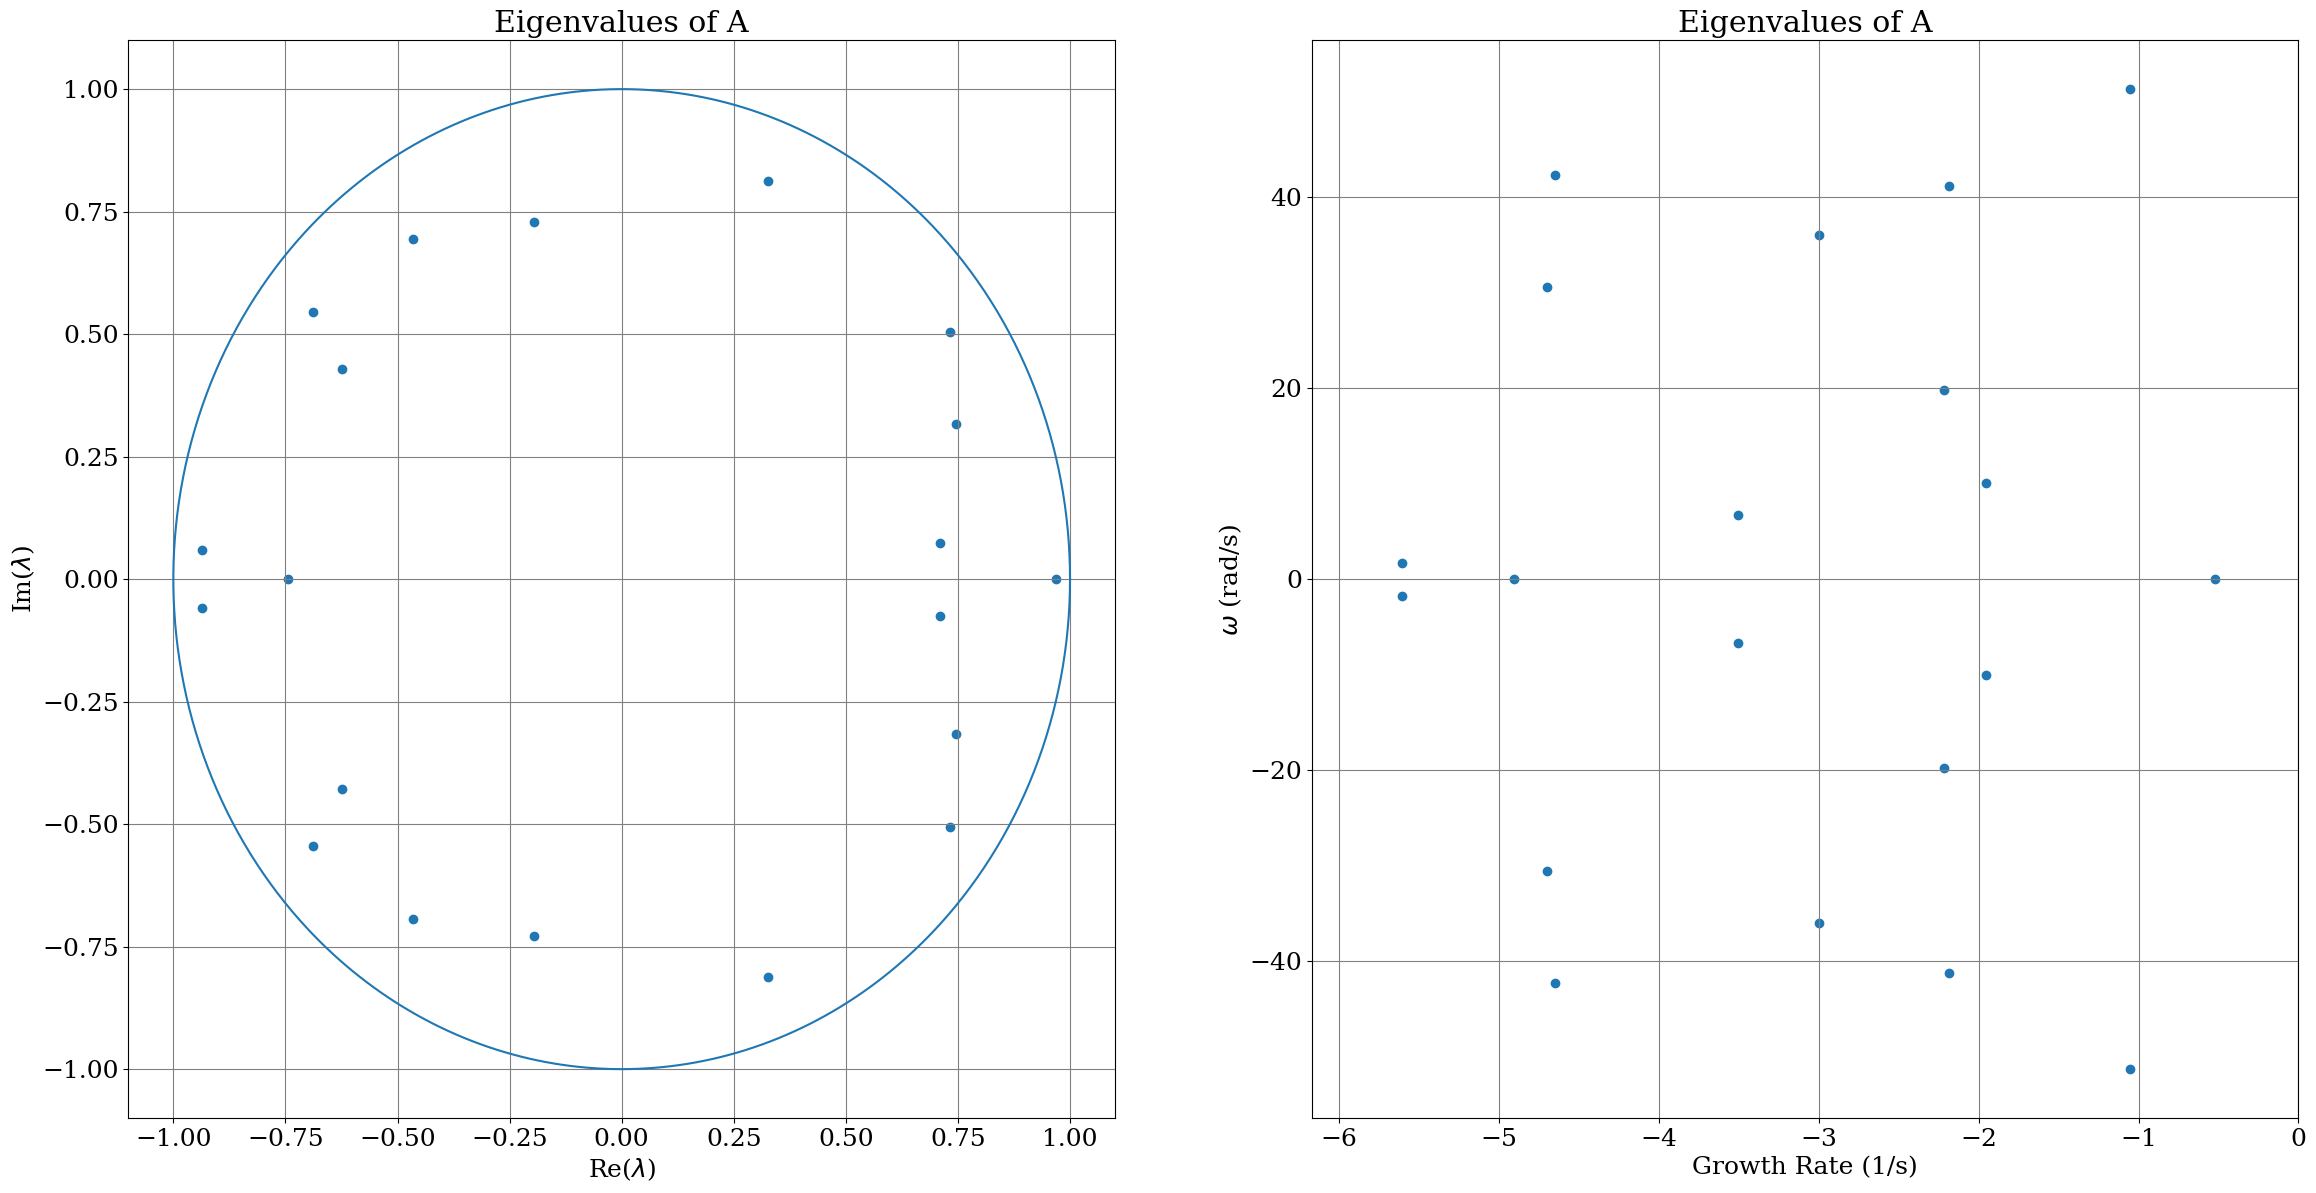 Eigenvalues of A
1.00
0.75
0.50
0.25
0.00
−0.25
−0.50
−0.75
−1.00
Im(λ)
−1.00 −0.75 −0.50 −0.25 0.00 0.25 0.50 0.75 1.00
Re(λ)
Eigenvalues of A
40
20
0
−20
−40
ω (rad/s)
−6 −5 −4 −3 −2 −1 0
Growth Rate (1/s)